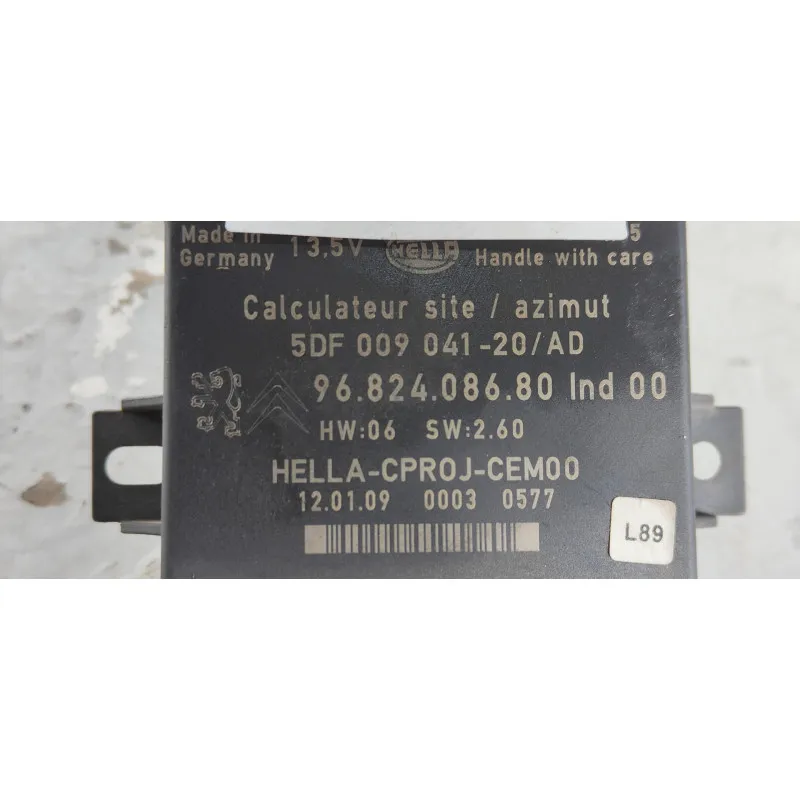 Made in 13,5V HELLA 5
Germany Handle with care
Calculateur site / azimut
5DF 009 041-20/AD
96.824.086.80 Ind 00
HW:06 SW:2.60
HELLA-CPROJ-CEM00
12.01.09 0003 0577
L89